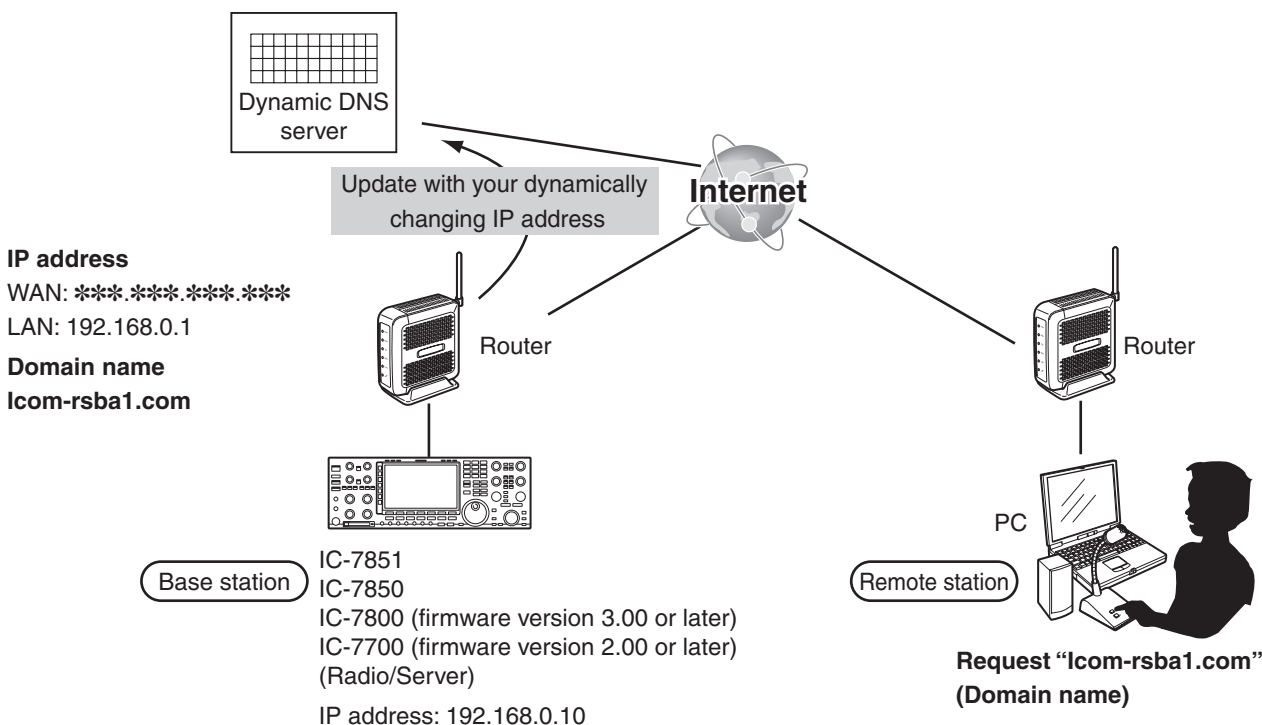 Dynamic DNS
server
Update with your dynamically
changing IP address
Internet
IP address
WAN: ***.***.***.***
LAN: 192.168.0.1
Domain name
Icom-rsba1.com
Router
Router
Base station
IC-7851
IC-7850
IC-7800 (firmware version 3.00 or later)
IC-7700 (firmware version 2.00 or later)
(Radio/Server)
IP address: 192.168.0.10
PC
Remote station
Request “Icom-rsba1.com”
(Domain name)